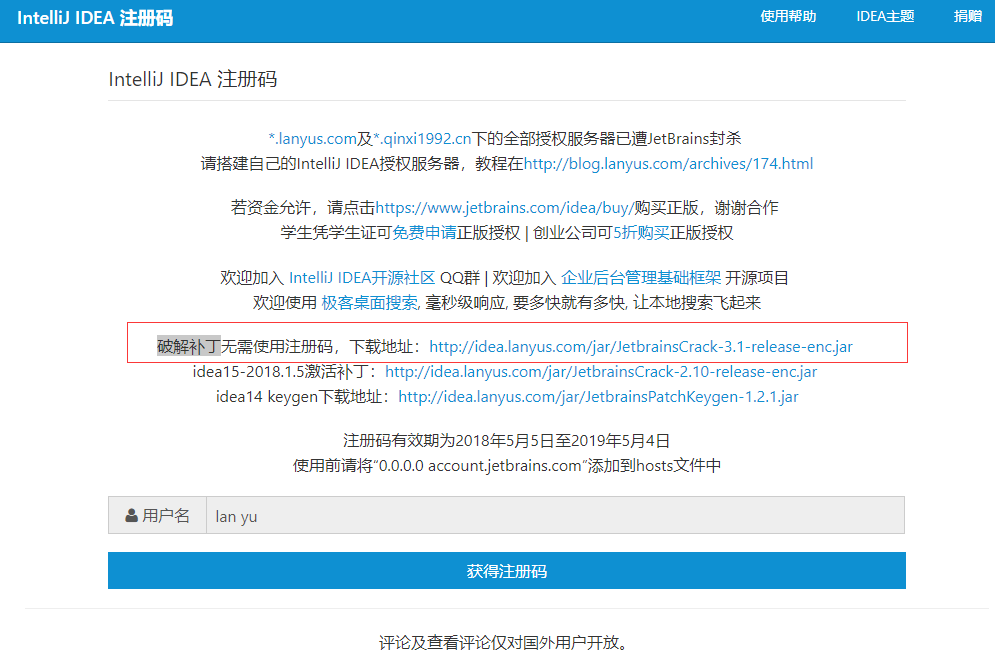 IntelliJ IDEA 注册码 使用帮助 IDEA主题 捐赠
IntelliJ IDEA 注册码
*.lanyus.com及*.qinxi1992.cn下的全部授权服务器已遭JetBrains封杀
请搭建自己的IntelliJ IDEA授权服务器，教程在http://blog.lanyus.com/archives/174.html
若资金允许，请点击https://www.jetbrains.com/idea/buy/购买正版，谢谢合作
学生凭学生证可免费申请正版授权 | 创业公司可5折购买正版授权
欢迎加入 IntelliJ IDEA开源社区 QQ群 | 欢迎加入 企业后台管理基础框架 开源项目
欢迎使用 极客桌面搜索, 毫秒级响应, 要多快就有多快, 让本地搜索飞起来
破解补丁无需使用注册码，下载地址：http://idea.lanyus.com/jar/JetbrainsCrack-3.1-release-enc.jar
idea15-2018.1.5激活补丁：http://idea.lanyus.com/jar/JetbrainsCrack-2.10-release-enc.jar
idea14 keygen下载地址：http://idea.lanyus.com/jar/JetbrainsPatchKeygen-1.2.1.jar
注册码有效期为2018年5月5日至2019年5月4日
使用前请将“0.0.0.0 account.jetbrains.com”添加到hosts文件中
用户名 lan yu
获得注册码
评论及查看评论仅对国外用户开放。